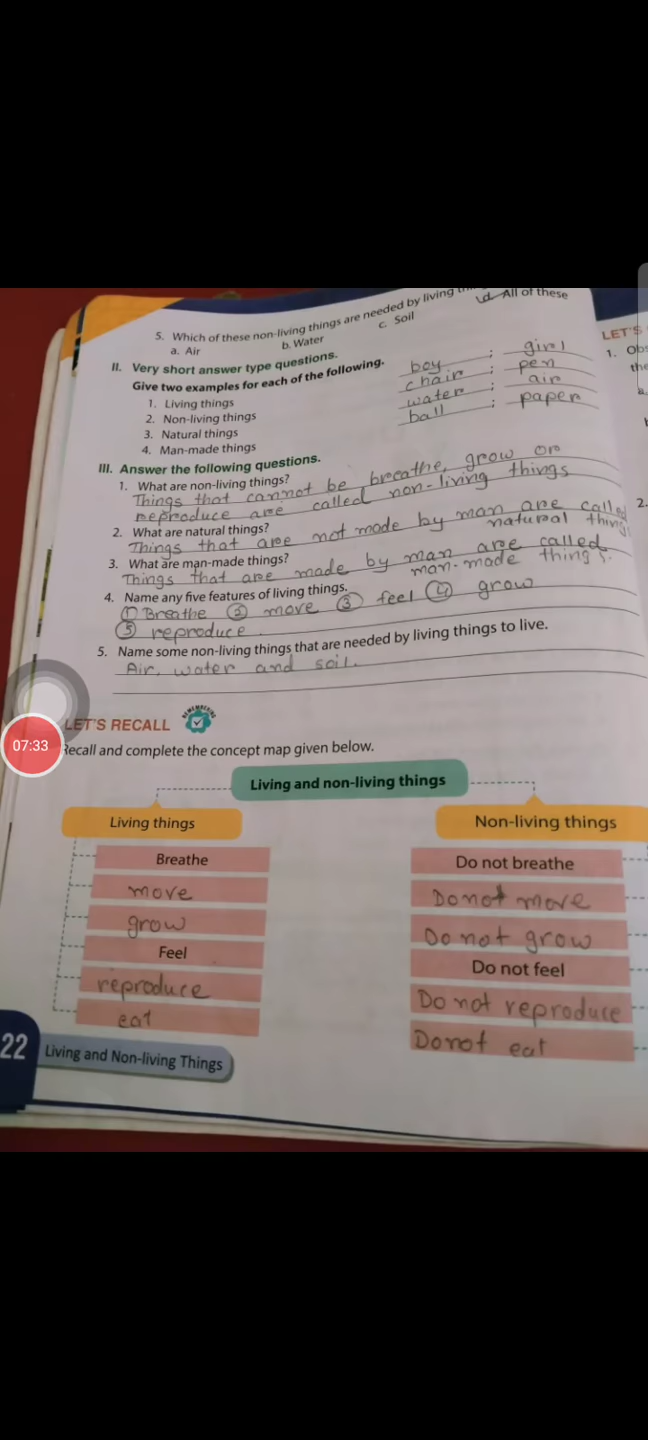 5. Which of these non-living things are needed by living
a. Air b. Water c. Soil d. All of these
II. Very short answer type questions.
Give two examples for each of the following.
1. Living things boy ; girl
2. Non-living things chair ; pen
3. Natural things water ; air
4. Man-made things ball ; paper
III. Answer the following questions.
1. What are non-living things?
Things that cannot be breathe, grow or
reproduce are called non-living things
2. What are natural things?
Things that are not made by man are called
natural things
3. What are man-made things?
Things that are made by man are called
man-made things.
4. Name any five features of living things.
① Breathe ② move ③ feel ④ grow
⑤ reproduce.
5. Name some non-living things that are needed by living things to live.
Air, water and soil.
LET'S
1. Obs
the
a.
2.
LET'S RECALL
REMEMBERING
07:33
Recall and complete the concept map given below.
Living and non-living things
Living things
Breathe
move
grow
Feel
reproduce
eat
Non-living things
Do not breathe
Do not move
Do not grow
Do not feel
Do not reproduce
Do not eat
22 Living and Non-living Things